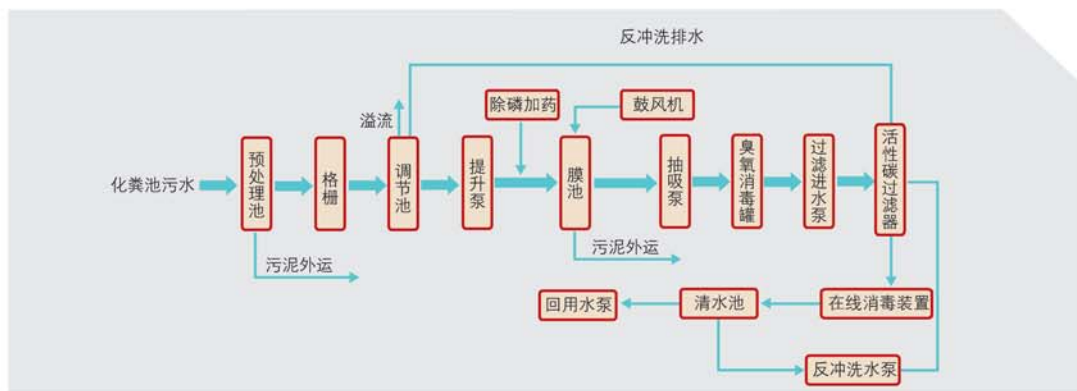 反冲洗排水
除磷加药
鼓风机
溢流
化粪池污水
预处理池
格栅
调节池
提升泵
膜池
抽吸泵
臭氧消毒罐
过滤进水泵
活性碳过滤器
污泥外运
污泥外运
回用水泵
清水池
在线消毒装置
反冲洗水泵